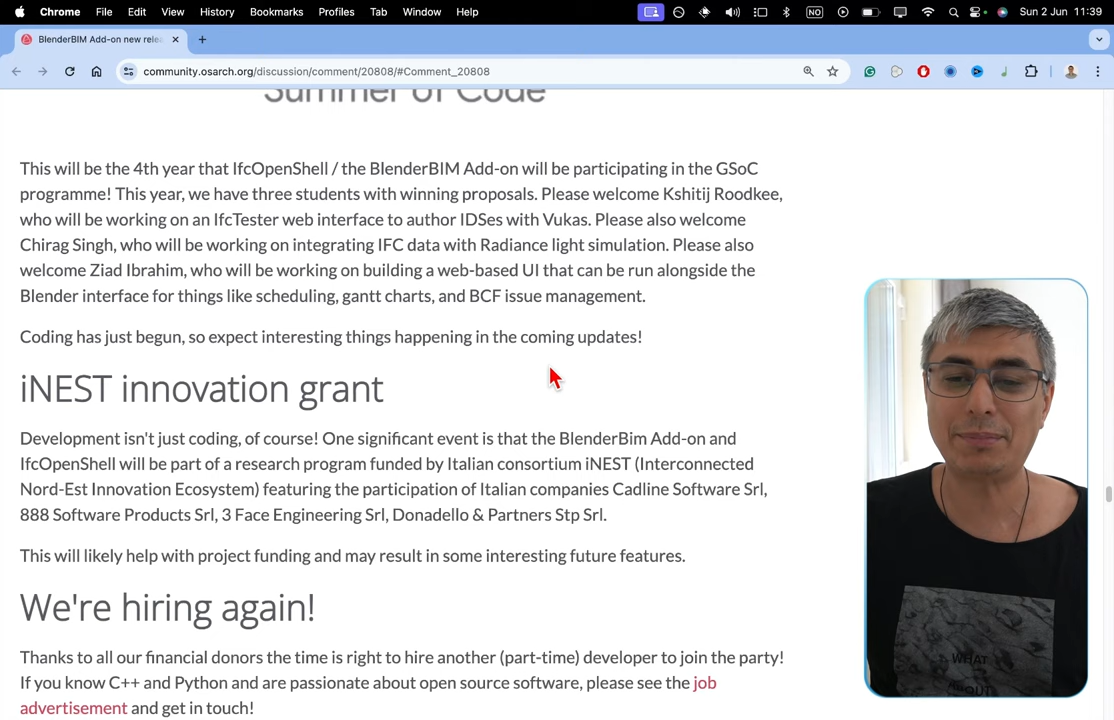 Chrome File Edit View History Bookmarks Profiles Tab Window Help NO Sun 2 Jun 11:39
BlenderBIM Add-on new rele
community.osarch.org/discussion/comment/20808/#Comment_20808
Summer of Code
This will be the 4th year that IfcOpenShell / the BlenderBIM Add-on will be participating in the GSoC
programme! This year, we have three students with winning proposals. Please welcome Kshitij Roodkee,
who will be working on an IfcTester web interface to author IDSes with Vukas. Please also welcome
Chirag Singh, who will be working on integrating IFC data with Radiance light simulation. Please also
welcome Ziad Ibrahim, who will be working on building a web-based UI that can be run alongside the
Blender interface for things like scheduling, gantt charts, and BCF issue management.
Coding has just begun, so expect interesting things happening in the coming updates!
iNEST innovation grant
Development isn't just coding, of course! One significant event is that the BlenderBim Add-on and
IfcOpenShell will be part of a research program funded by Italian consortium iNEST (Interconnected
Nord-Est Innovation Ecosystem) featuring the participation of Italian companies Cadline Software Srl,
888 Software Products Srl, 3 Face Engineering Srl, Donadello & Partners Stp Srl.
This will likely help with project funding and may result in some interesting future features.
We're hiring again!
Thanks to all our financial donors the time is right to hire another (part-time) developer to join the party!
If you know C++ and Python and are passionate about open source software, please see the job
advertisement and get in touch!
WHAT
ABOUT